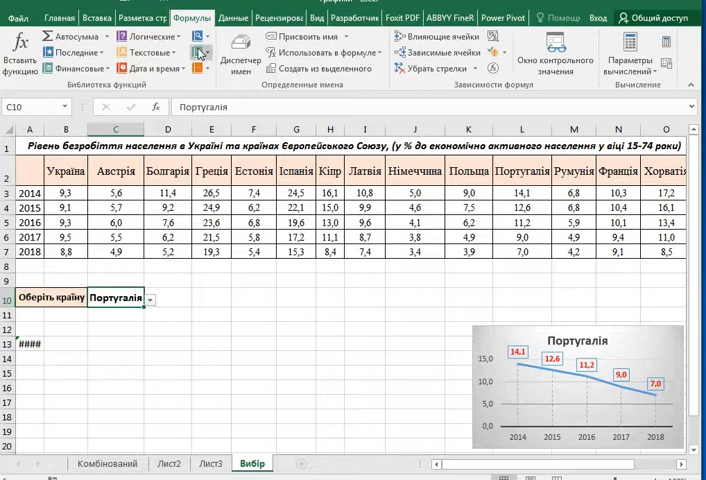 Файл Главная Вставка Разметка стр Формулы Данные Рецензирова Вид Разработчик Foxit PDF ABBYY FineR Power Pivot Помощн Вход Общий доступ
fx Вставить функцию
Автосумма Логические
Последние Текстовые
Финансовые Дата и время
Библиотека функций
Диспетчер имен
Присвоить имя
Использовать в формуле
Создать из выделенного
Определенные имена
Влияющие ячейки
Зависимые ячейки
Убрать стрелки
Окно контрольного значения
Параметры вычислений
Вычисление
C10 fx Португалія
A B C D E F G H I J K L M N O
1 Рівень безробіття населення в Україні та країнах Європейського Союзу, (у % до економічно активного населення у віці 15-74 роки)
2 Україна Австрія Болгарія Греція Естонія Іспанія Кіпр Латвія Німеччина Польща Португалія Румунія Франція Хорваті
3 2014 9,3 5,6 11,4 26,5 7,4 24,5 16,1 10,8 5,0 9,0 14,1 6,8 10,3 17,2
4 2015 9,1 5,7 9,2 24,9 6,2 22,1 15,0 9,9 4,6 7,5 12,6 6,8 10,4 16,1
5 2016 9,3 6,0 7,6 23,6 6,8 19,6 13,0 9,6 4,1 6,2 11,2 5,9 10,1 13,4
6 2017 9,5 5,5 6,2 21,5 5,8 17,2 11,1 8,7 3,8 4,9 9,0 4,9 9,4 11,0
7 2018 8,8 4,9 5,2 19,3 5,4 15,3 8,4 7,4 3,4 3,9 7,0 4,2 9,1 8,5
8
9
10 Оберіть країну Португалія
11
12
13 ####
14
15
16
17
18
19
20
Португалія
15,0
10,0
5,0
0,0
14,1 12,6 11,2 9,0 7,0
2014 2015 2016 2017 2018
Комбінований Лист2 Лист3 Вибір